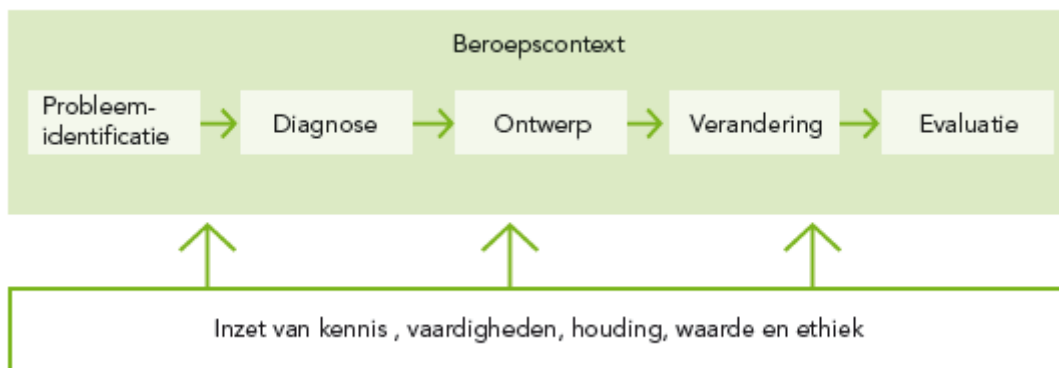 Beroepscontext
Probleem-
identificatie
Diagnose
Ontwerp
Verandering
Evaluatie
Inzet van kennis , vaardigheden, houding, waarde en ethiek